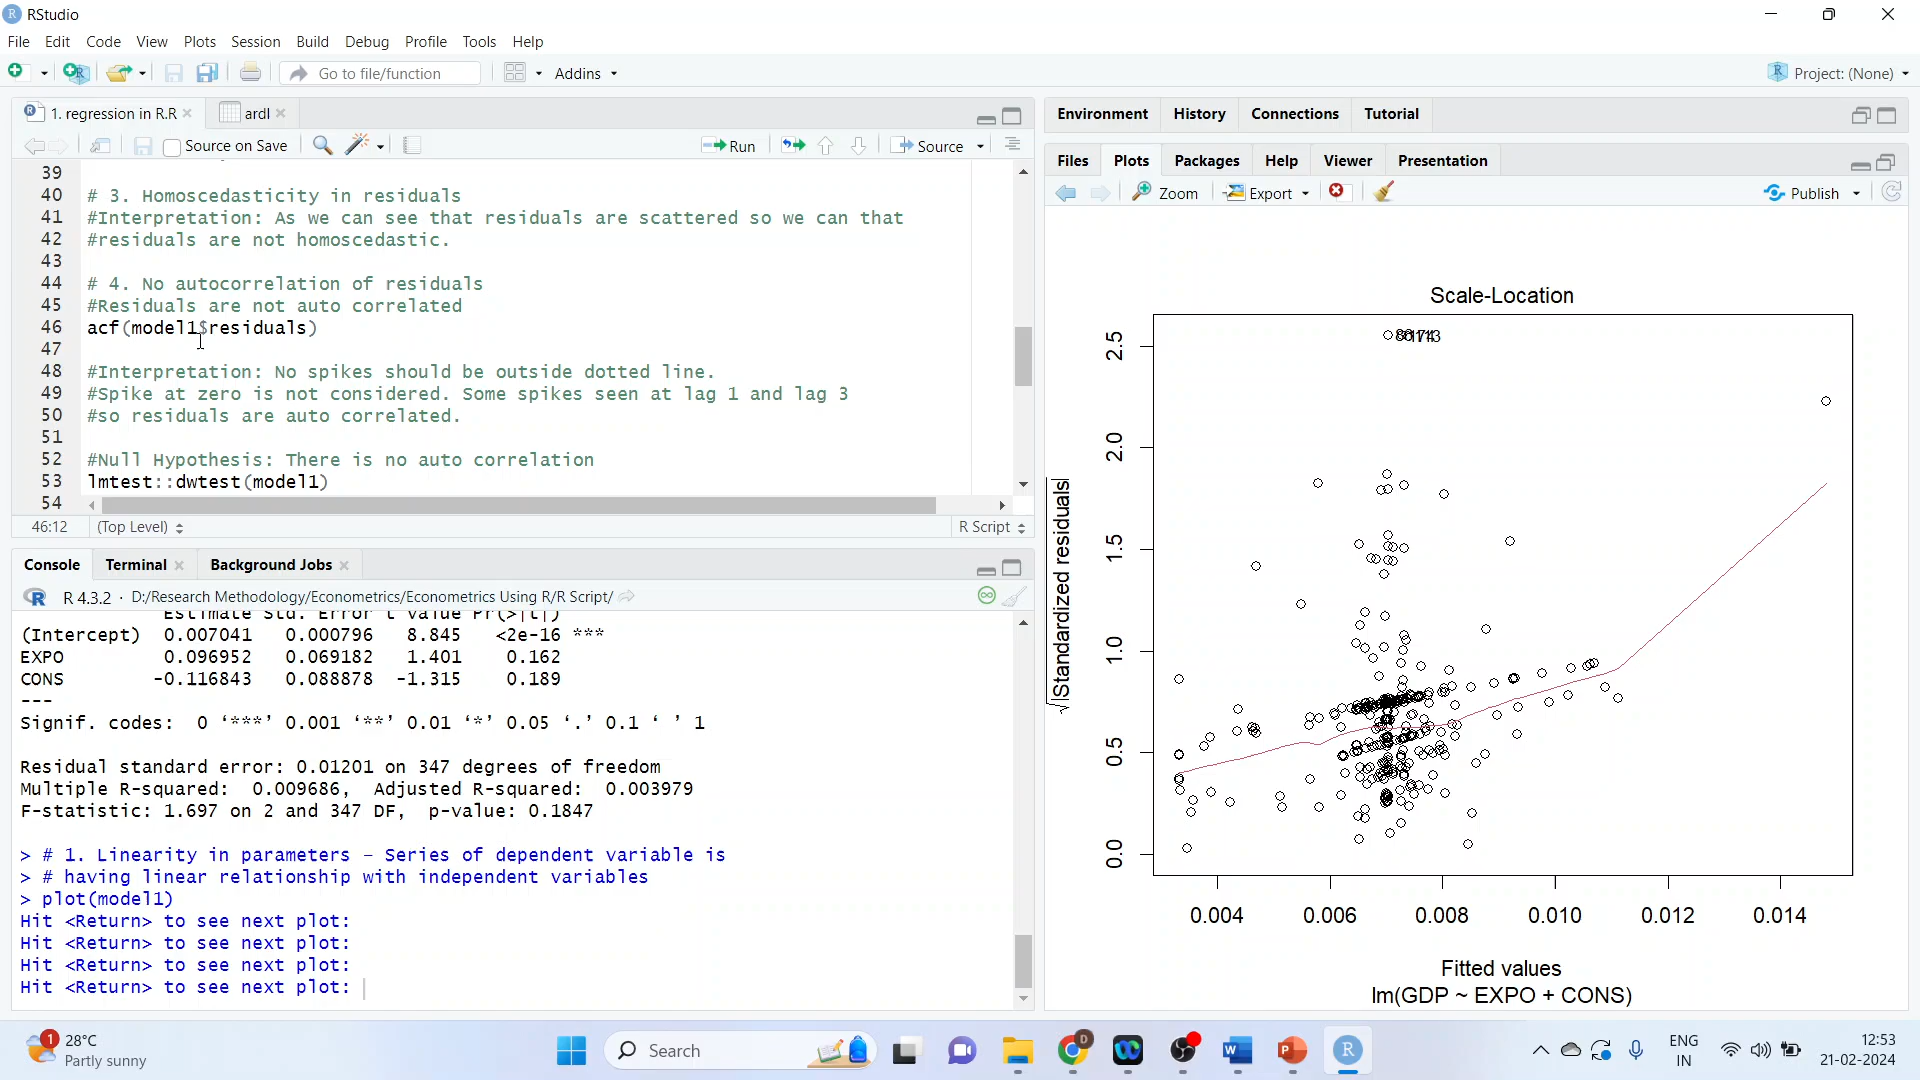 RStudio
File Edit Code View Plots Session Build Debug Profile Tools Help
Go to file/function Addins Project: (None)
1. regression in R.R ardl
Source on Save Run Source
39
40 # 3. Homoscedasticity in residuals
41 #Interpretation: As we can see that residuals are scattered so we can that
42 #residuals are not homoscedastic.
43
44 # 4. No autocorrelation of residuals
45 #Residuals are not auto correlated
46 acf(model1$residuals)
47
48 #Interpretation: No spikes should be outside dotted line.
49 #Spike at zero is not considered. Some spikes seen at lag 1 and lag 3
50 #so residuals are auto correlated.
51
52 #Null Hypothesis: There is no auto correlation
53 lmtest::dwtest(model1)
54
46:12 (Top Level) R Script
Console Terminal Background Jobs
R 4.3.2 · D:/Research Methodology/Econometrics/Econometrics Using R/R Script/
Estimate Std. Error t value Pr(>|t|)
(Intercept) 0.007041 0.000796 8.845 <2e-16 ***
EXPO 0.096952 0.069182 1.401 0.162
CONS -0.116843 0.088878 -1.315 0.189
---
Signif. codes: 0 ‘***’ 0.001 ‘**’ 0.01 ‘*’ 0.05 ‘.’ 0.1 ‘ ’ 1
Residual standard error: 0.01201 on 347 degrees of freedom
Multiple R-squared: 0.009686, Adjusted R-squared: 0.003979
F-statistic: 1.697 on 2 and 347 DF, p-value: 0.1847
> # 1. Linearity in parameters - Series of dependent variable is
> # having linear relationship with independent variables
> plot(model1)
Hit <Return> to see next plot:
Hit <Return> to see next plot:
Hit <Return> to see next plot:
Hit <Return> to see next plot:
Environment History Connections Tutorial
Files Plots Packages Help Viewer Presentation
Zoom Export Publish
Scale-Location
2.5
2.0
1.5
1.0
0.5
0.0
√|Standardized residuals|
0.004 0.006 0.008 0.010 0.012 0.014
Fitted values
lm(GDP ~ EXPO + CONS)
1 28°C
Partly sunny
Search
ENG
IN
12:53
21-02-2024